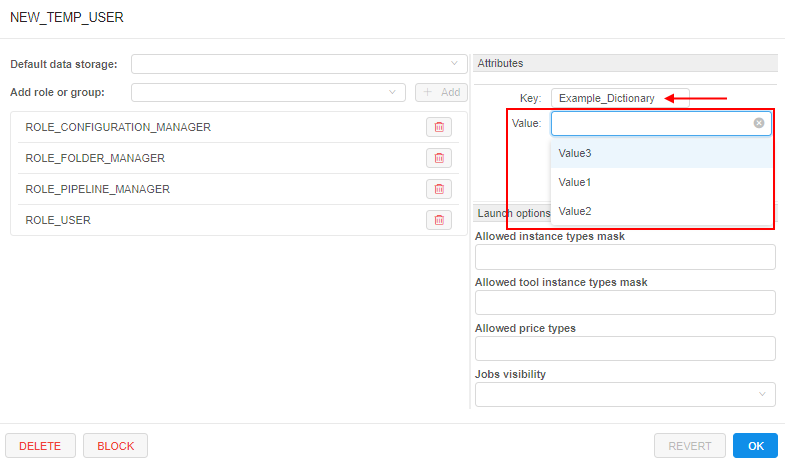 NEW_TEMP_USER
Default data storage:
Add role or group:
+ Add
ROLE_CONFIGURATION_MANAGER
ROLE_FOLDER_MANAGER
ROLE_PIPELINE_MANAGER
ROLE_USER
Attributes
Key: Example_Dictionary
Value:
Value3
Value1
Value2
Launch options
Allowed instance types mask
Allowed tool instance types mask
Allowed price types
Jobs visibility
DELETE BLOCK REVERT OK